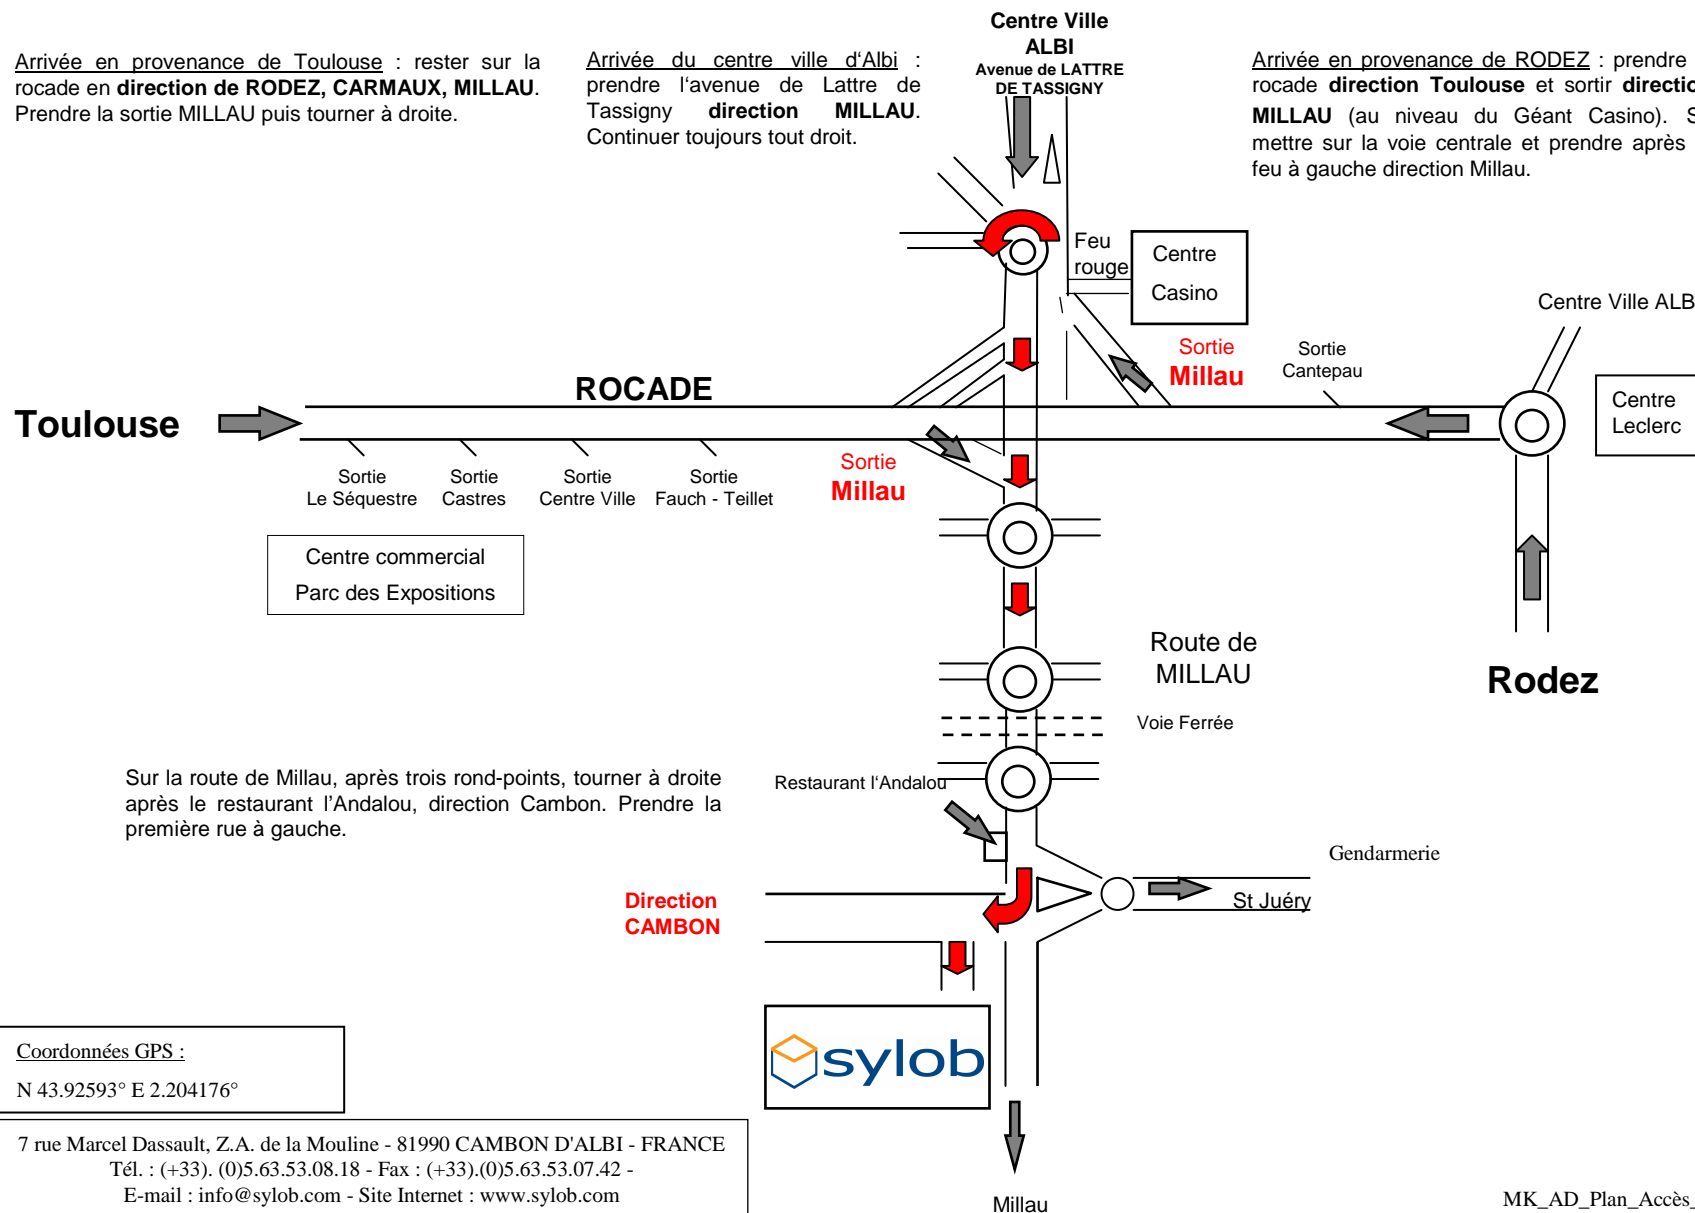 Arrivée en provenance de Toulouse : rester sur la
rocade en direction de RODEZ, CARMAUX, MILLAU.
Prendre la sortie MILLAU puis tourner à droite.
Arrivée du centre ville d‘Albi :
prendre l‘avenue de Lattre de
Tassigny direction MILLAU.
Continuer toujours tout droit.
Centre Ville
ALBI
Avenue de LATTRE
DE TASSIGNY
Arrivée en provenance de RODEZ : prendre
rocade direction Toulouse et sortir
MILLAU (au niveau du Géant Casino).
mettre sur la voie centrale et prendre après
feu à gauche direction Millau.
Feu
rouge
Centre
Casino
Centre Ville
Sortie
Millau
Sortie
Cantepau
ROCADE
Toulouse
Centre
Leclerc
Sortie
Le Séquestre
Sortie
Castres
Sortie
Centre Ville
Sortie
Fauch - Teillet
Sortie
Millau
Centre commercial
Parc des Expositions
Route de
MILLAU
Rodez
Voie Ferrée
Sur la route de Millau, après trois rond-points, tourner à droite
après le restaurant l’Andalou, direction Cambon. Prendre la
première rue à gauche.
Restaurant l‘Andalou
Gendarmerie
St Juéry
Direction
CAMBON
sylob
Coordonnées GPS :
N 43.92593° E 2.204176°
7 rue Marcel Dassault, Z.A. de la Mouline - 81990 CAMBON D'ALBI - FRANCE
Tél. : (+33). (0)5.63.53.08.18 - Fax : (+33).(0)5.63.53.07.42 -
E-mail : info@sylob.com - Site Internet : www.sylob.com
Millau
MK_AD_Plan_Accès_